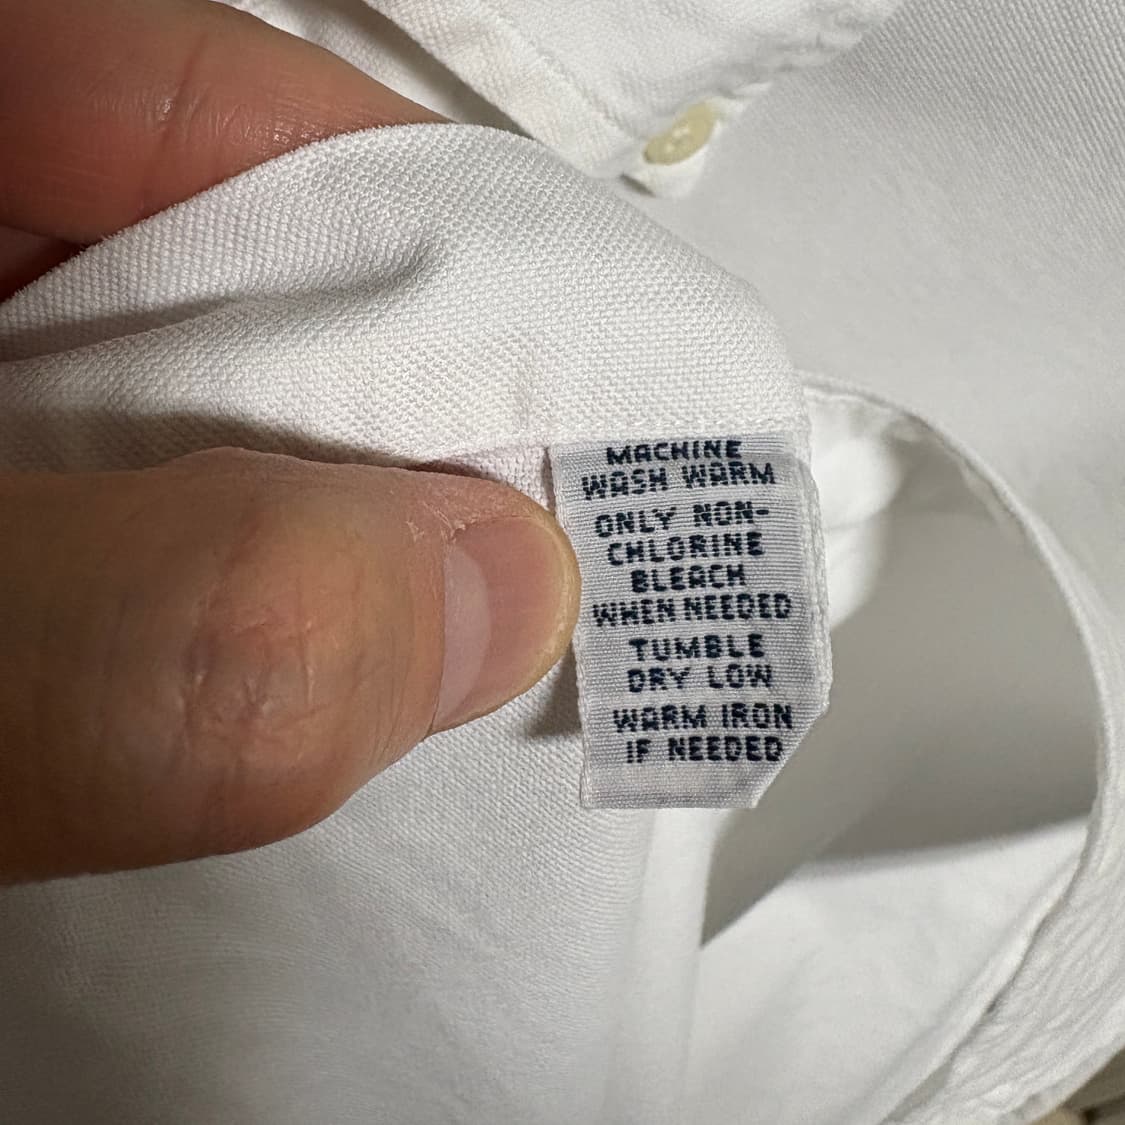 MACHINE
WASH WARM
ONLY NON-
CHLORINE
BLEACH
WHEN NEEDED
TUMBLE
DRY LOW
WARM IRON
IF NEEDED